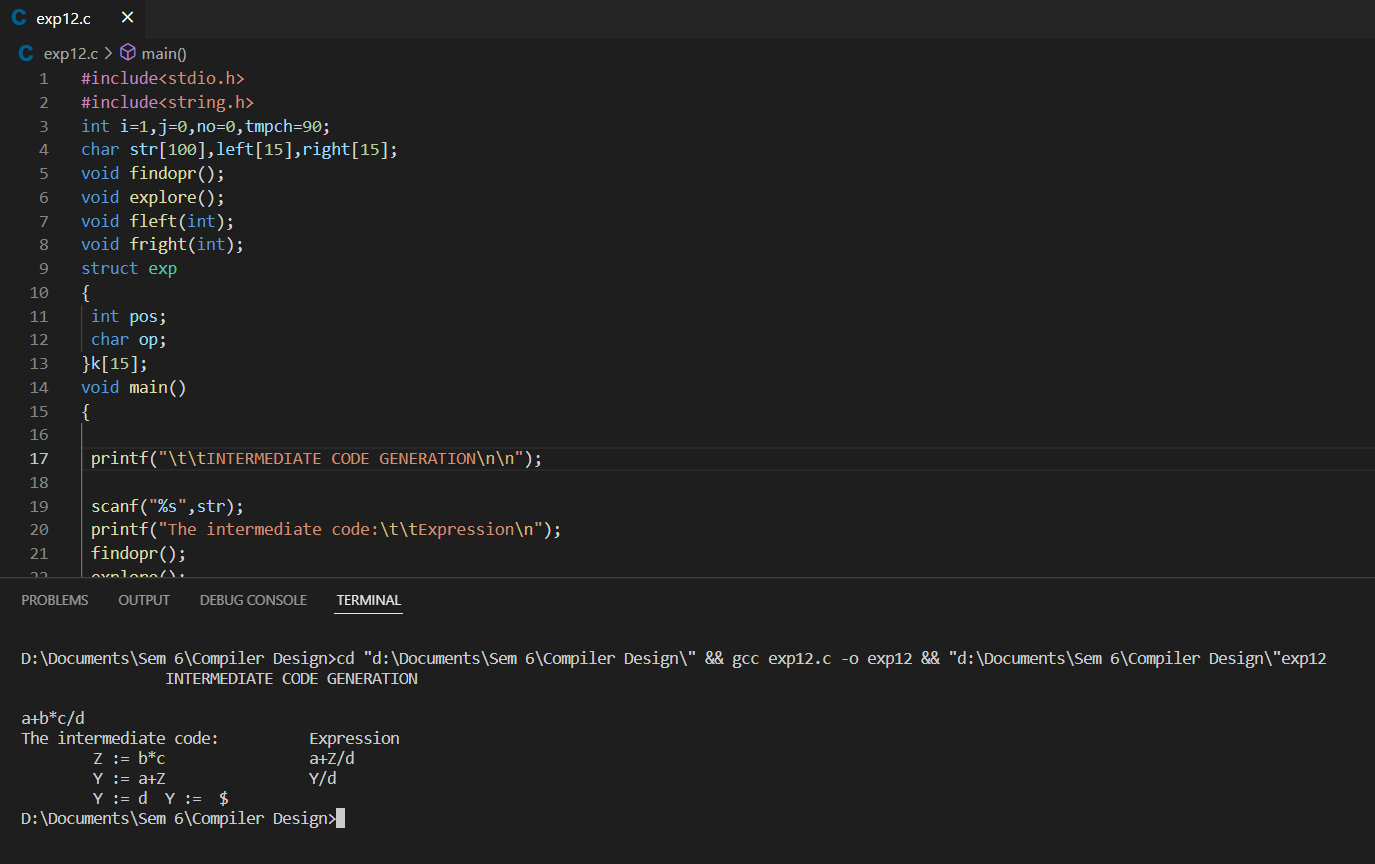 C exp12.c ×
C exp12.c > main()
1 #include<stdio.h>
2 #include<string.h>
3 int i=1,j=0,no=0,tmpch=90;
4 char str[100],left[15],right[15];
5 void findopr();
6 void explore();
7 void fleft(int);
8 void fright(int);
9 struct exp
10 {
11 int pos;
12 char op;
13 }k[15];
14 void main()
15 {
16
17 printf("\t\tINTERMEDIATE CODE GENERATION\n\n");
18
19 scanf("%s",str);
20 printf("The intermediate code:\t\tExpression\n");
21 findopr();
22 explore();
PROBLEMS OUTPUT DEBUG CONSOLE TERMINAL
D:\Documents\Sem 6\Compiler Design>cd "d:\Documents\Sem 6\Compiler Design\" && gcc exp12.c -o exp12 && "d:\Documents\Sem 6\Compiler Design\"exp12
INTERMEDIATE CODE GENERATION
a+b*c/d
The intermediate code: Expression
Z := b*c a+Z/d
Y := a+Z Y/d
Y := d Y := $
D:\Documents\Sem 6\Compiler Design>